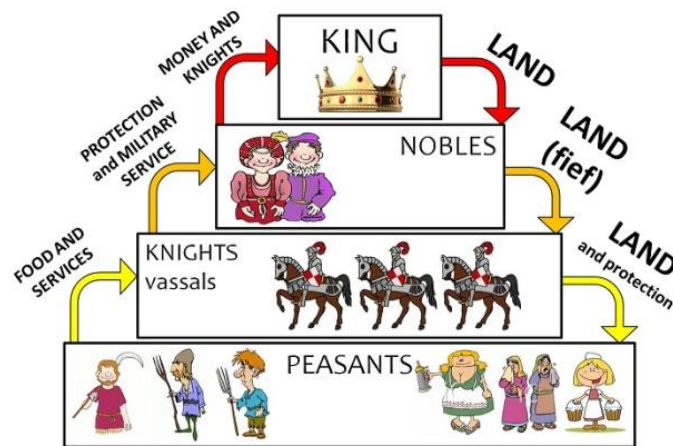 KING
MONEY AND
KNIGHTS
LAND
NOBLES
PROTECTION
and MILITARY
SERVICE
LAND
(fief)
KNIGHTS
vassals
FOOD AND
SERVICES
LAND
and protection
PEASANTS